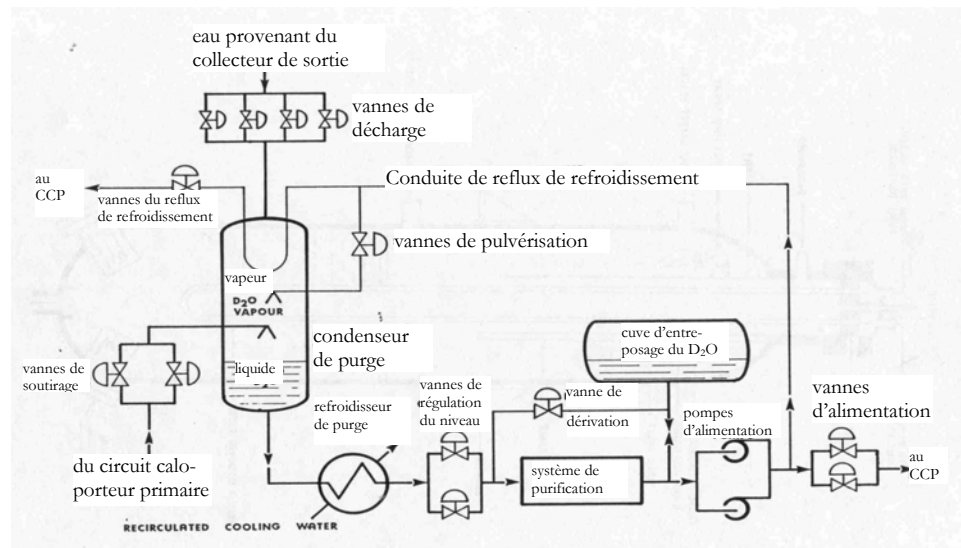 eau provenant du
collecteur de sortie
vannes de
décharge
au
CCP
vannes du reflux
de refroidissement
Conduite de reflux de refroidissement
vannes de pulvérisation
vapeur
D₂O
VAPOUR
condenseur
de purge
cuve d'entre-
posage du D₂O
vannes de
soutirage
liquide
refroidisseur
de purge
vannes de
régulation
du niveau
vanne de
dérivation
pompes
d'alimentation
vannes
d'alimentation
du circuit calo-
porteur primaire
système de
purification
au
CCP
RECIRCULATED COOLING WATER